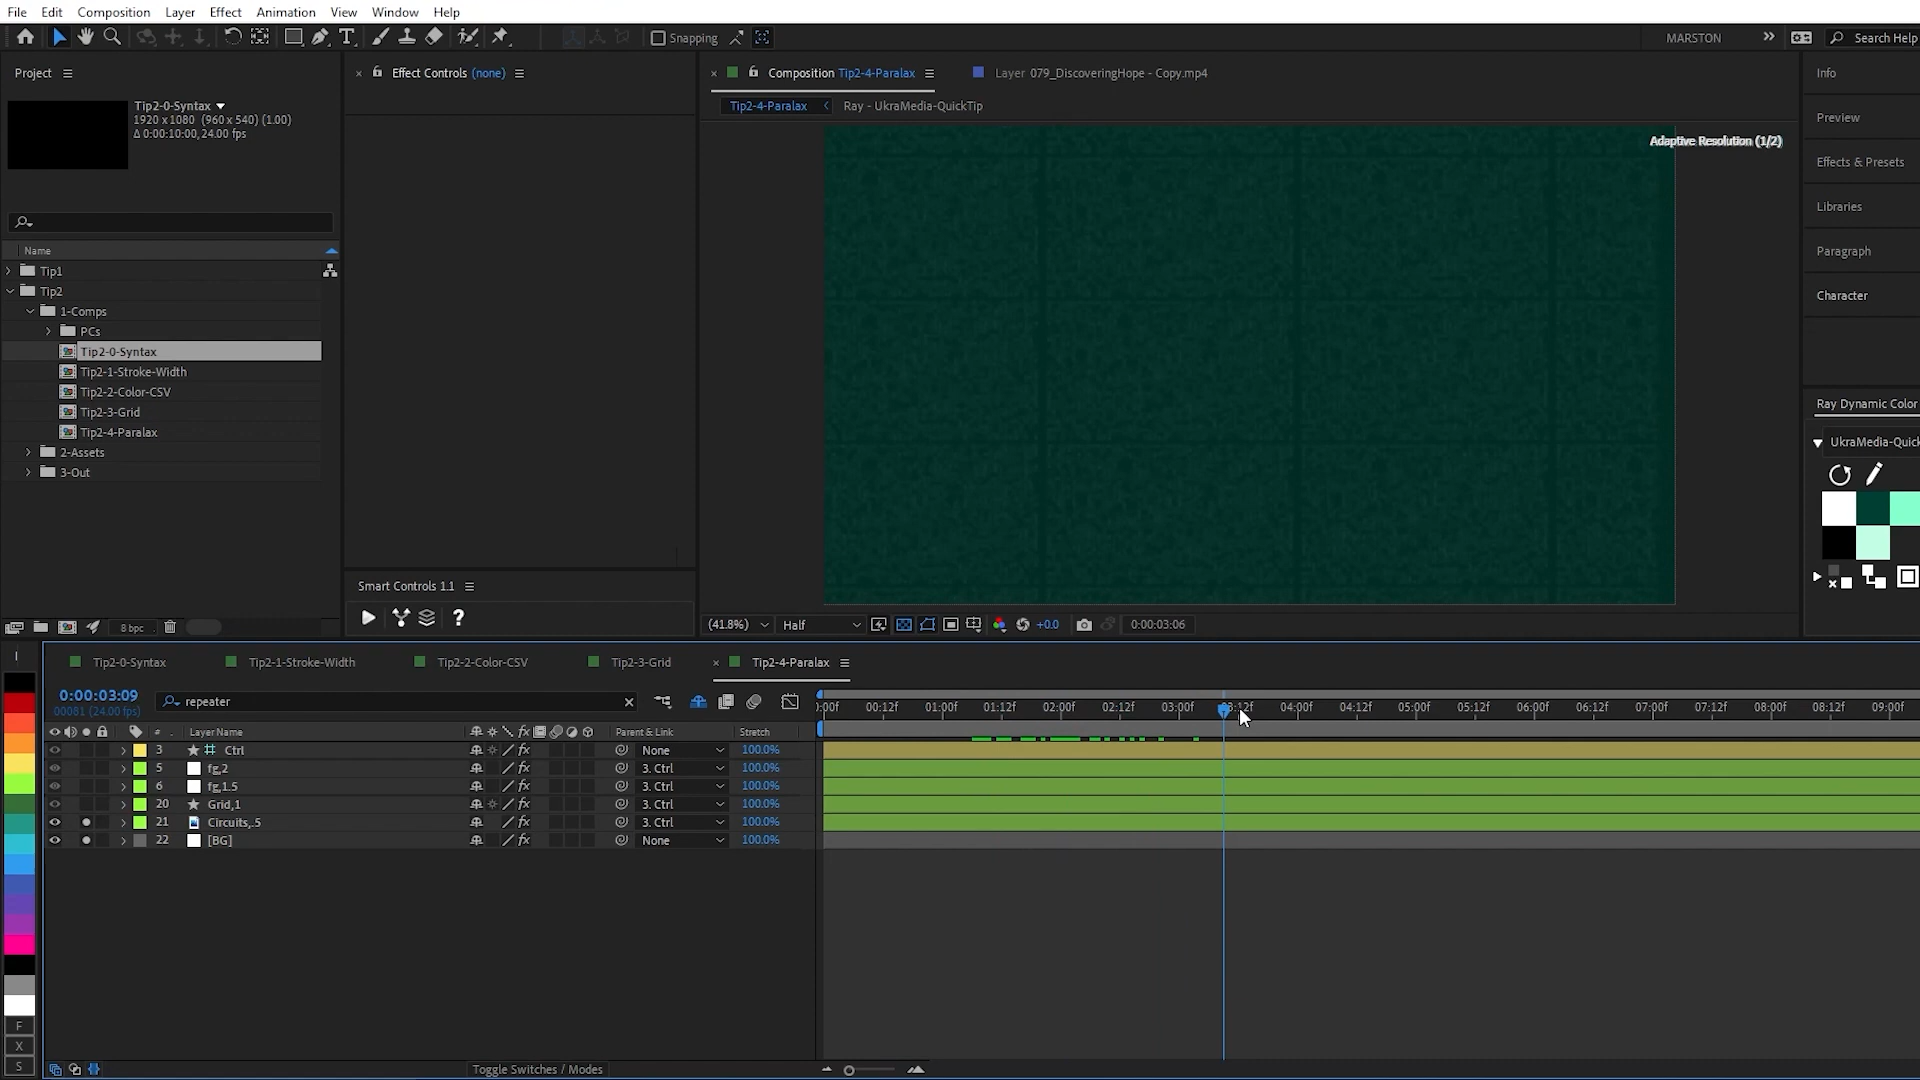 File Edit Composition Layer Effect Animation View Window Help
Snapping
MARSTON
Search Help
Project
Effect Controls (none)
Composition Tip2-4-Paralax
Layer 079_DiscoveringHope - Copy.mp4
Info
Tip2-0-Syntax
1920 x 1080 (960 x 540) (1.00)
Δ 0:00:10:00, 24.00 fps
Tip2-4-Paralax
Ray - UkraMedia-QuickTip
Preview
Adaptive Resolution (1/2)
Effects & Presets
Libraries
Name
Paragraph
Tip1
Tip2
Character
1-Comps
PCs
Tip2-0-Syntax
Tip2-1-Stroke-Width
Tip2-2-Color-CSV
Tip2-3-Grid
Tip2-4-Paralax
Ray Dynamic Color
2-Assets
UkraMedia-Quick
3-Out
Smart Controls 1.1
?
8 bpc
(41.8%)
Half
+0.0
0:00:03:06
Tip2-0-Syntax
Tip2-1-Stroke-Width
Tip2-2-Color-CSV
Tip2-3-Grid
Tip2-4-Paralax
0:00:03:09
00081 (24.00 fps)
repeater
):00f 00:12f 01:00f 01:12f 02:00f 02:12f 03:00f 03:12f 04:00f 04:12f 05:00f 05:12f 06:00f 06:12f 07:00f 07:12f 08:00f 08:12f 09:00f
# Layer Name Parent & Link Stretch
3 Ctrl None 100.0%
5 fg,2 3. Ctrl 100.0%
6 fg,1.5 3. Ctrl 100.0%
20 Grid,1 3. Ctrl 100.0%
21 Circuits,.5 3. Ctrl 100.0%
22 [BG] None 100.0%
F
X
S
Toggle Switches / Modes